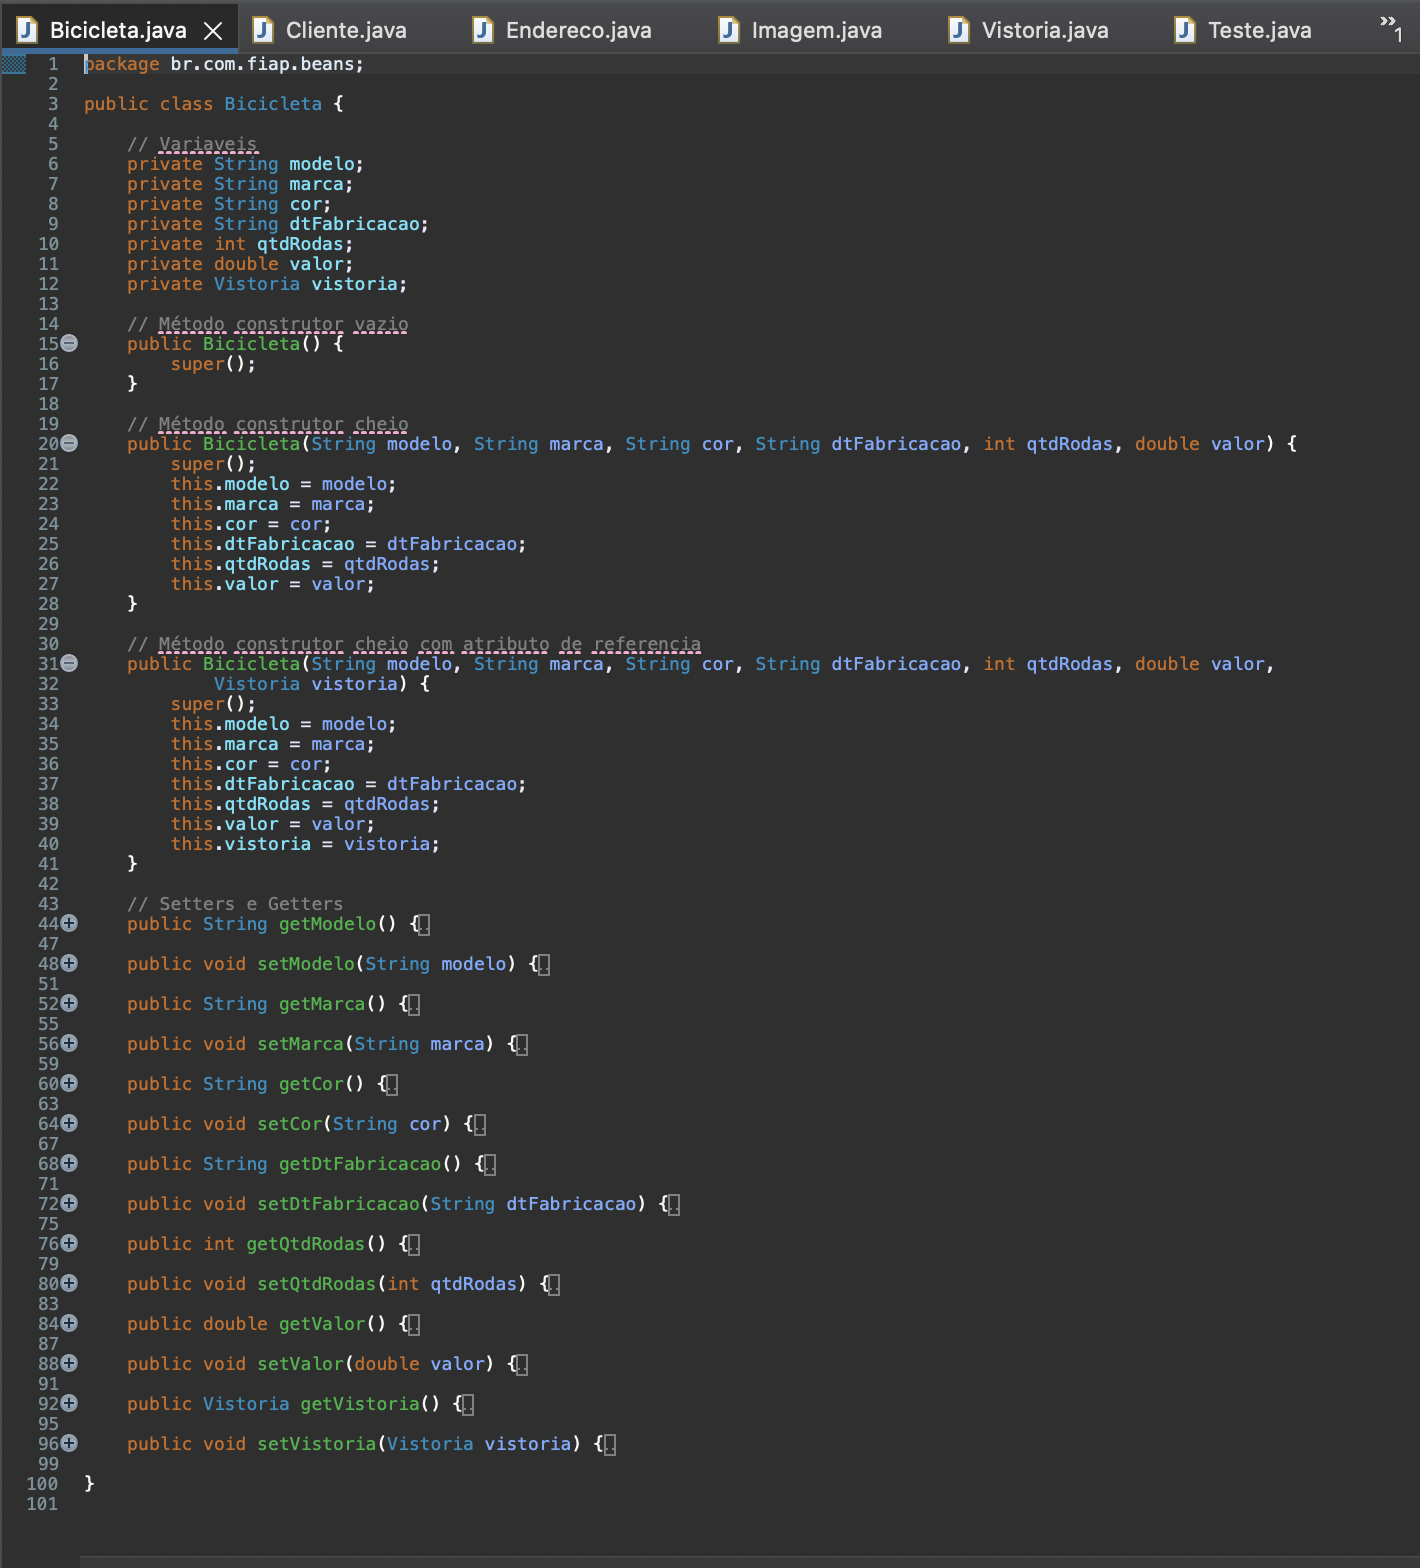 Bicicleta.java
Cliente.java
Endereco.java
Imagem.java
Vistoria.java
Teste.java
»1
1 package br.com.fiap.beans;
2
3 public class Bicicleta {
4
5 // Variaveis
6 private String modelo;
7 private String marca;
8 private String cor;
9 private String dtFabricacao;
10 private int qtdRodas;
11 private double valor;
12 private Vistoria vistoria;
13
14 // Método construtor vazio
15 public Bicicleta() {
16 super();
17 }
18
19 // Método construtor cheio
20 public Bicicleta(String modelo, String marca, String cor, String dtFabricacao, int qtdRodas, double valor) {
21 super();
22 this.modelo = modelo;
23 this.marca = marca;
24 this.cor = cor;
25 this.dtFabricacao = dtFabricacao;
26 this.qtdRodas = qtdRodas;
27 this.valor = valor;
28 }
29
30 // Método construtor cheio com atributo de referencia
31 public Bicicleta(String modelo, String marca, String cor, String dtFabricacao, int qtdRodas, double valor,
32 Vistoria vistoria) {
33 super();
34 this.modelo = modelo;
35 this.marca = marca;
36 this.cor = cor;
37 this.dtFabricacao = dtFabricacao;
38 this.qtdRodas = qtdRodas;
39 this.valor = valor;
40 this.vistoria = vistoria;
41 }
42
43 // Setters e Getters
44 public String getModelo() {..
47
48 public void setModelo(String modelo) {..
51
52 public String getMarca() {..
55
56 public void setMarca(String marca) {..
59
60 public String getCor() {..
63
64 public void setCor(String cor) {..
67
68 public String getDtFabricacao() {..
71
72 public void setDtFabricacao(String dtFabricacao) {..
75
76 public int getQtdRodas() {..
79
80 public void setQtdRodas(int qtdRodas) {..
83
84 public double getValor() {..
87
88 public void setValor(double valor) {..
91
92 public Vistoria getVistoria() {..
95
96 public void setVistoria(Vistoria vistoria) {..
99
100 }
101